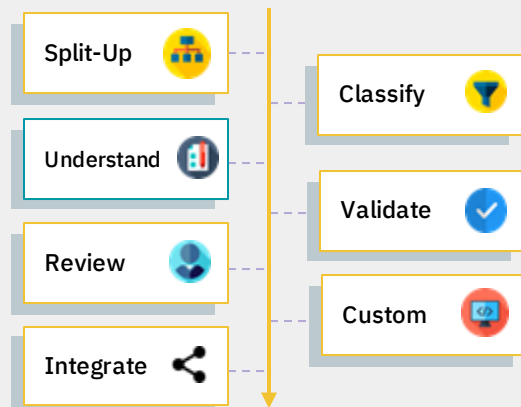 Split-Up
Classify
Understand
Validate
Review
Custom
Integrate